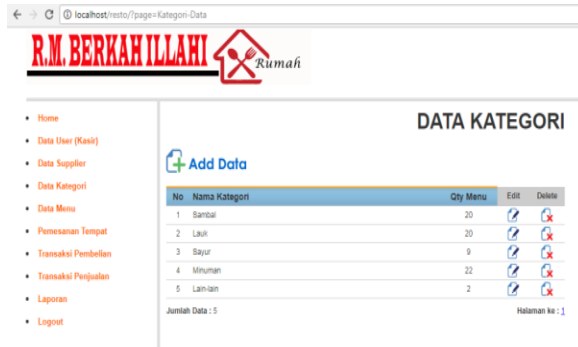 localhost/resto/?page=Kategori-Data
R.M. BERKAH ILLAHI
Rumah
DATA KATEGORI
Home
Data User (Kasir)
Data Supplier
Data Kategori
Data Menu
Pemesanan Tempat
Transaksi Pembelian
Transaksi Penjualan
Laporan
Logout
Add Data
No Nama Kategori Qty Menu Edit Delete
1 Sambal 20
2 Lauk 20
3 Sayur 9
4 Minuman 22
5 Lain-lain 2
Jumlah Data : 5 Halaman ke : 1